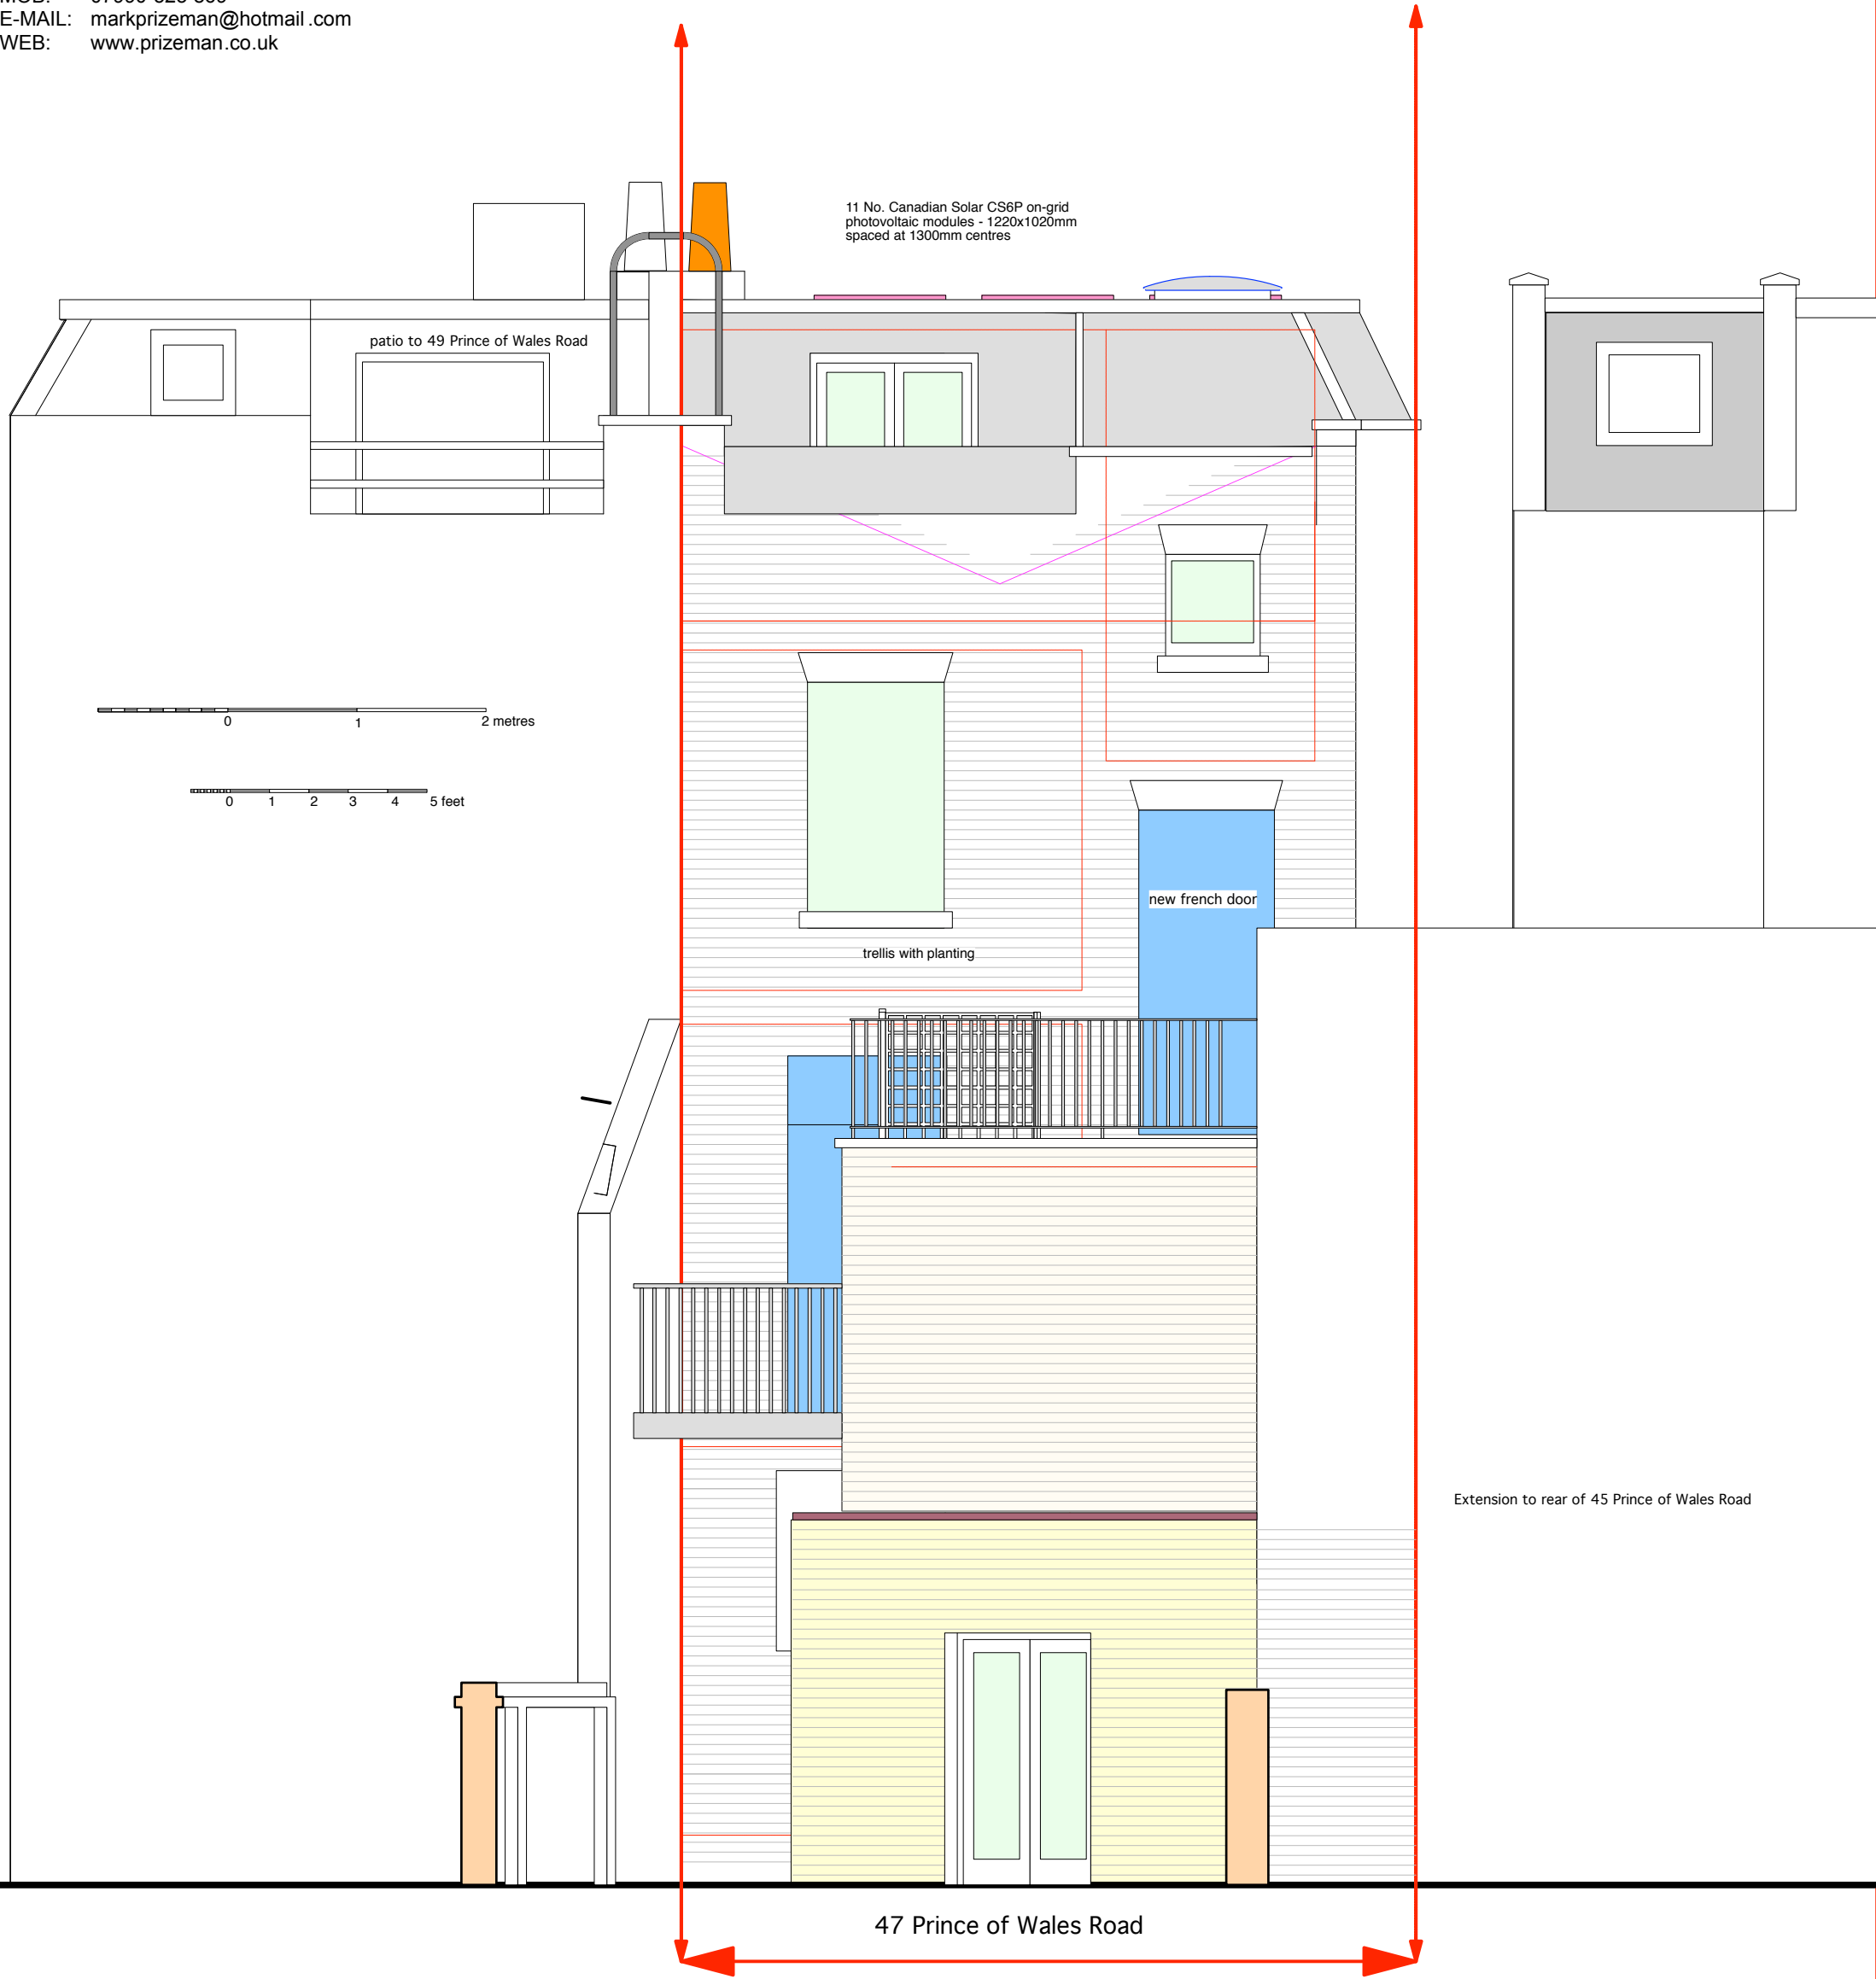 E-MAIL: markprizeman@hotmail.com
WEB: www.prizeman.co.uk
11 No. Canadian Solar CS6P on-grid
photovoltaic modules - 1220x1020mm
spaced at 1300mm centres
patio to 49 Prince of Wales Road
0 1 2 metres
0 1 2 3 4 5 feet
new french door
trellis with planting
Extension to rear of 45 Prince of Wales Road
47 Prince of Wales Road